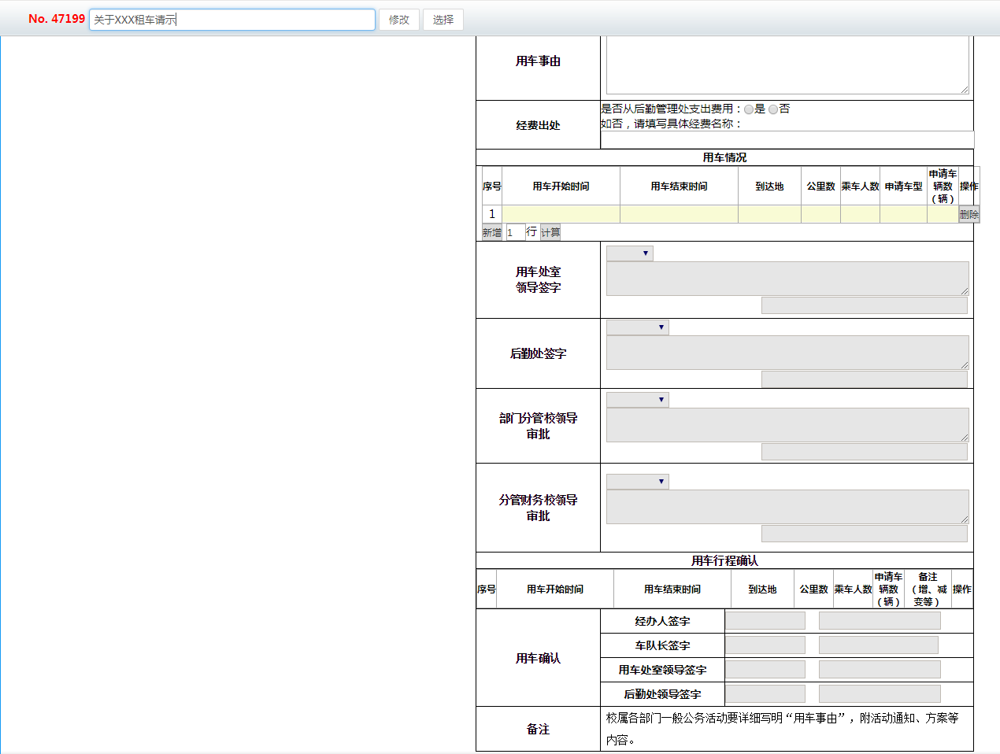 No. 47199 关于XXX租车请示 修改 选择
用车事由
是否从后勤管理处支出费用：是 否
经费出处
如否，请填写具体经费名称：
用车情况
序号 用车开始时间 用车结束时间 到达地 公里数 乘车人数 申请车型 申请车辆数（辆） 操作
1 删除
新增 1 行 计算
用车处室
领导签字
后勤处签字
部门分管校领导
审批
分管财务校领导
审批
用车行程确认
序号 用车开始时间 用车结束时间 到达地 公里数 乘车人数 申请车辆数（辆） 备注（增、减变等） 操作
用车确认
经办人签字
车队长签字
用车处室领导签字
后勤处领导签字
备注
校属各部门一般公务活动要详细写明“用车事由”，附活动通知、方案等
内容。